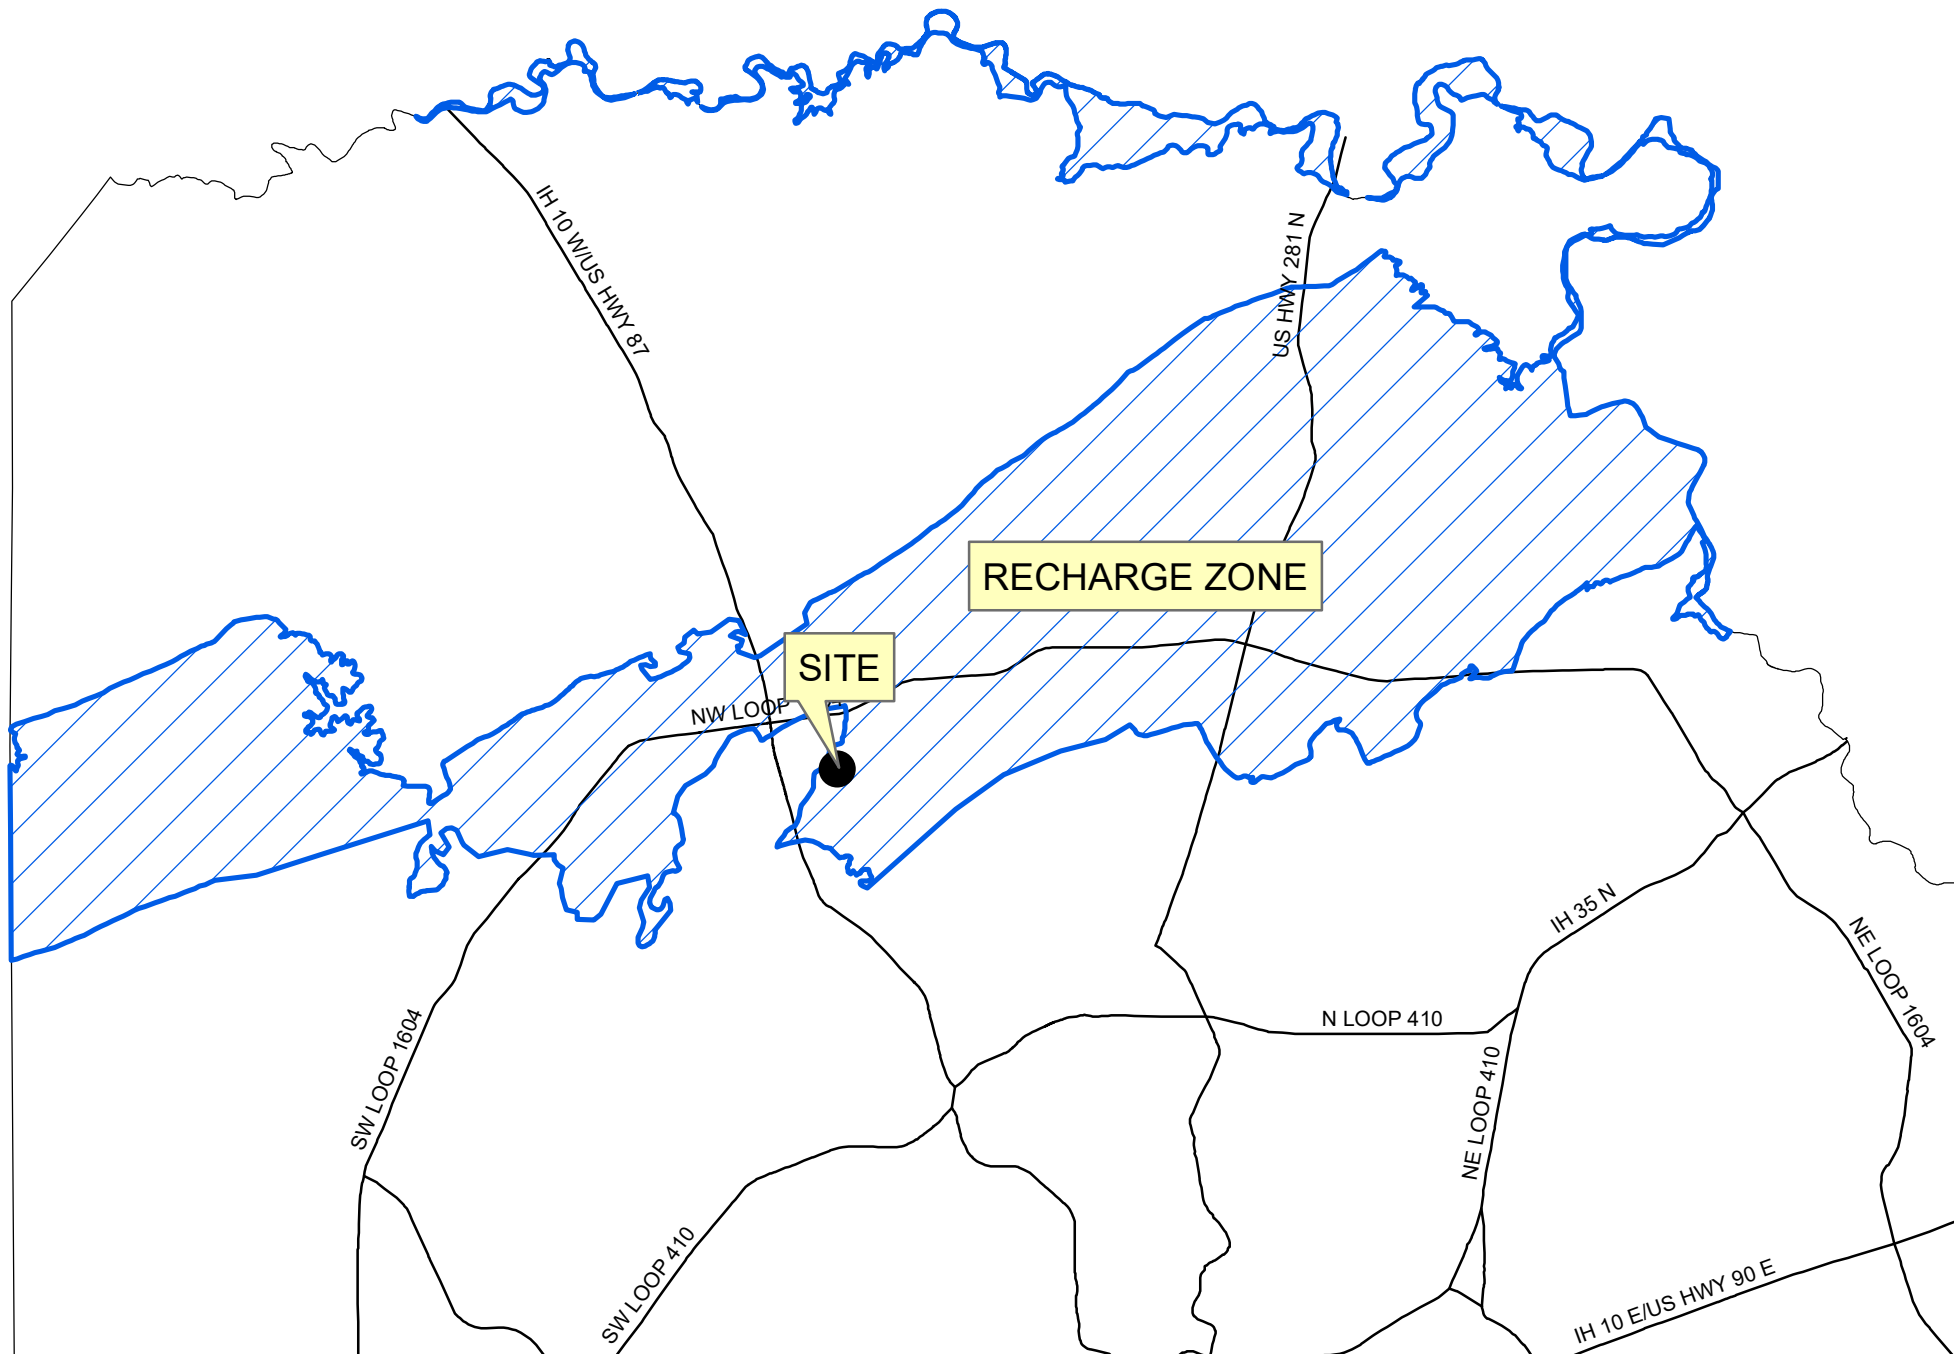 IH 10 W/US HWY 87
US HWY 281 N
RECHARGE ZONE
SITE
NW LOOP
IH 35 N
NE LOOP 1604
N LOOP 410
SW LOOP 1604
NE LOOP 410
SW LOOP 410
IH 10 E/US HWY 90 E